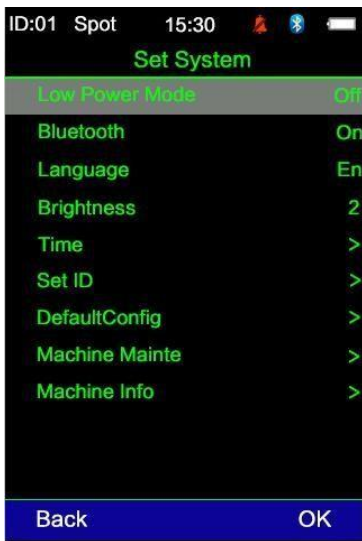 ID:01 Spot 15:30
Set System
Low Power Mode Off
Bluetooth On
Language En
Brightness 2
Time >
Set ID >
DefaultConfig >
Machine Mainte >
Machine Info >
Back OK